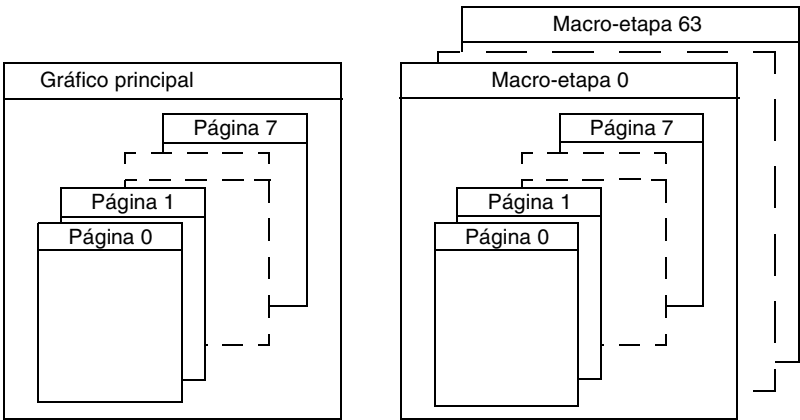 Gráfico principal
Página 7
Página 1
Página 0
Macro-etapa 63
Macro-etapa 0
Página 7
Página 1
Página 0